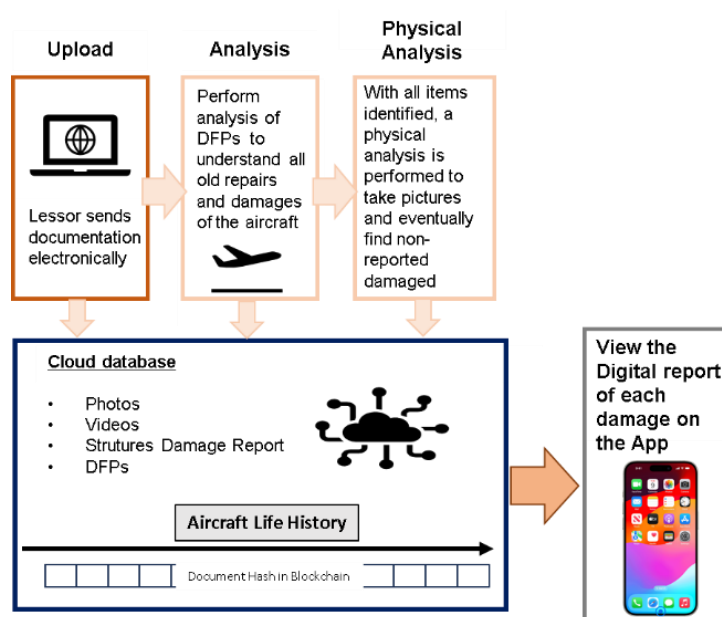 Upload
Lessor sends
documentation
electronically
Analysis
Perform
analysis of
DFPs to
understand all
old repairs
and damages
of the aircraft
Physical
Analysis
With all items
identified, a
physical
analysis is
performed to
take pictures
and eventually
find non-
reported
damaged
Cloud database
• Photos
• Videos
• Strutures Damage Report
• DFPs
Aircraft Life History
Document Hash in Blockchain
View the
Digital report
of each
damage on
the App